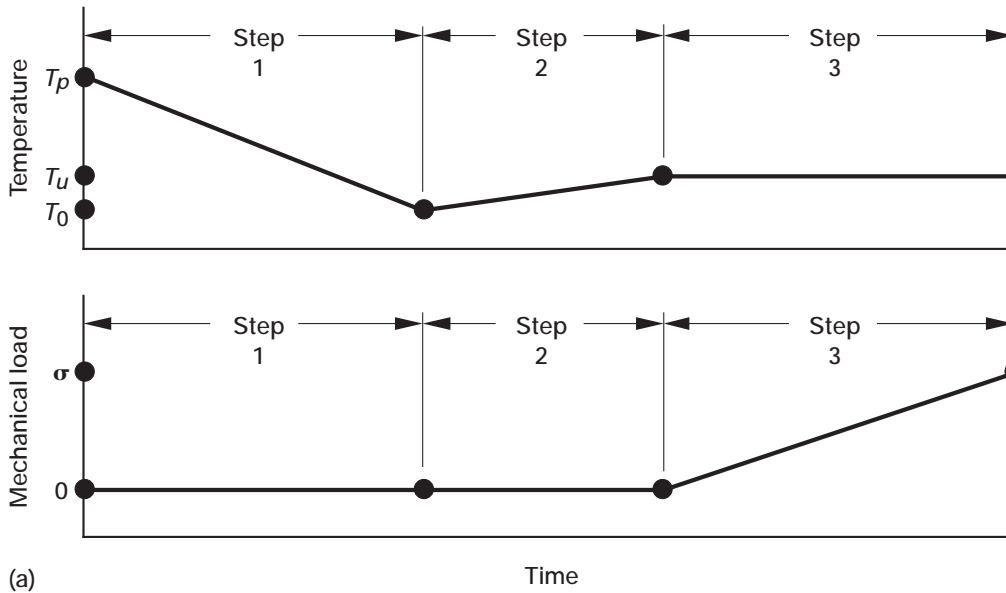 Temperature
Step
1
Step
2
Step
3
Tp
Tu
T0
Mechanical load
Step
1
Step
2
Step
3
σ
0
(a)
Time